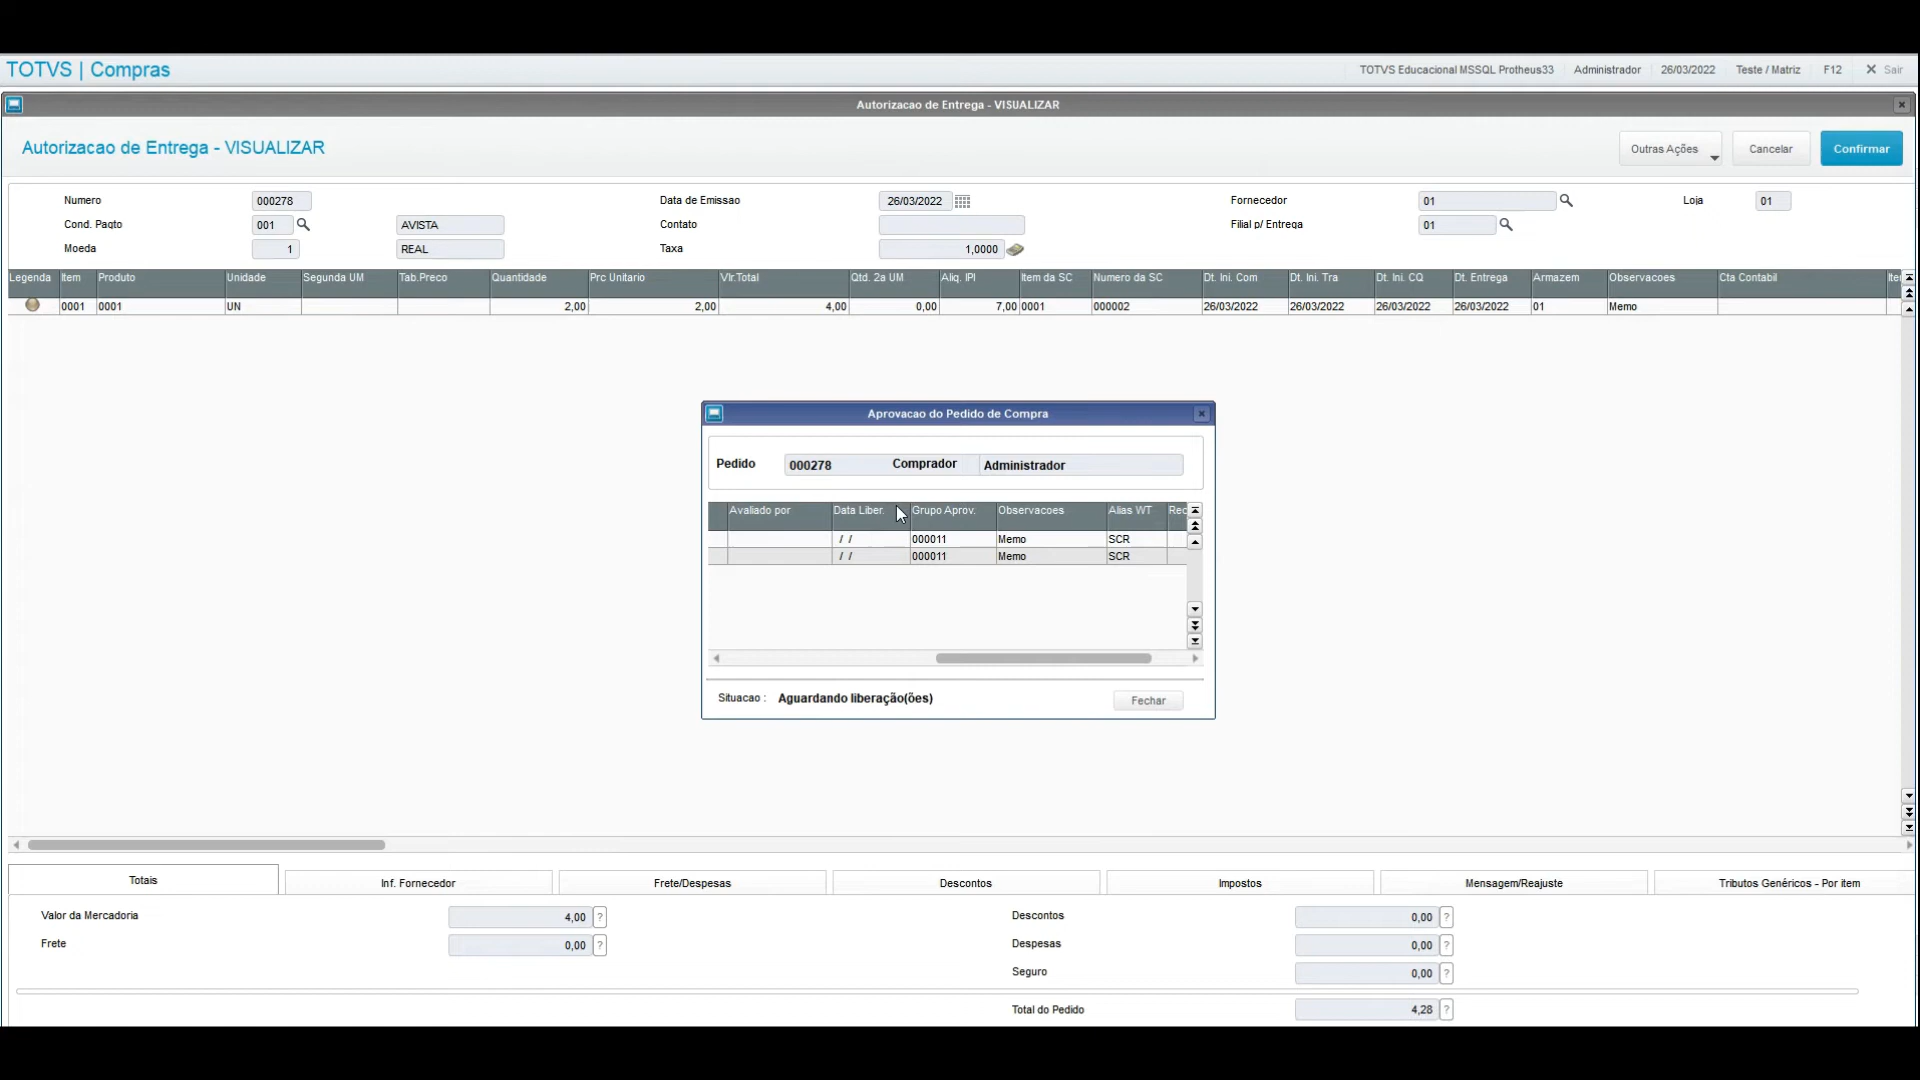 TOTVS | Compras
TOTVS Educacional MSSQL Protheus33 Administrador 26/03/2022 Teste / Matriz F12 Sair
Autorizacao de Entrega - VISUALIZAR
Autorizacao de Entrega - VISUALIZAR
Outras Ações Cancelar Confirmar
Numero 000278 Data de Emissao 26/03/2022 Fornecedor 01 Loja 01
Cond. Pagto 001 AVISTA Contato Filial p/ Entrega 01
Moeda 1 REAL Taxa 1,0000
Legenda Item Produto Unidade Segunda UM Tab.Preco Quantidade Prc Unitario Vlr.Total Qtd. 2a UM Aliq. IPI Item da SC Numero da SC Dt. Ini. Com Dt. Ini. Tra Dt. Ini. CQ Dt. Entrega Armazem Observacoes Cta Contabil Ite
0001 0001 UN 2,00 2,00 4,00 0,00 7,00 0001 000002 26/03/2022 26/03/2022 26/03/2022 26/03/2022 01 Memo
Aprovacao do Pedido de Compra
Pedido 000278 Comprador Administrador
Avaliado por Data Liber. Grupo Aprov. Observacoes Alias WT Rec
/ / 000011 Memo SCR
/ / 000011 Memo SCR
Situacao : Aguardando liberação(ões) Fechar
Totais Inf. Fornecedor Frete/Despesas Descontos Impostos Mensagem/Reajuste Tributos Genéricos - Por item
Valor da Mercadoria 4,00 ? Descontos 0,00 ?
Frete 0,00 ? Despesas 0,00 ?
Seguro 0,00 ?
Total do Pedido 4,28 ?